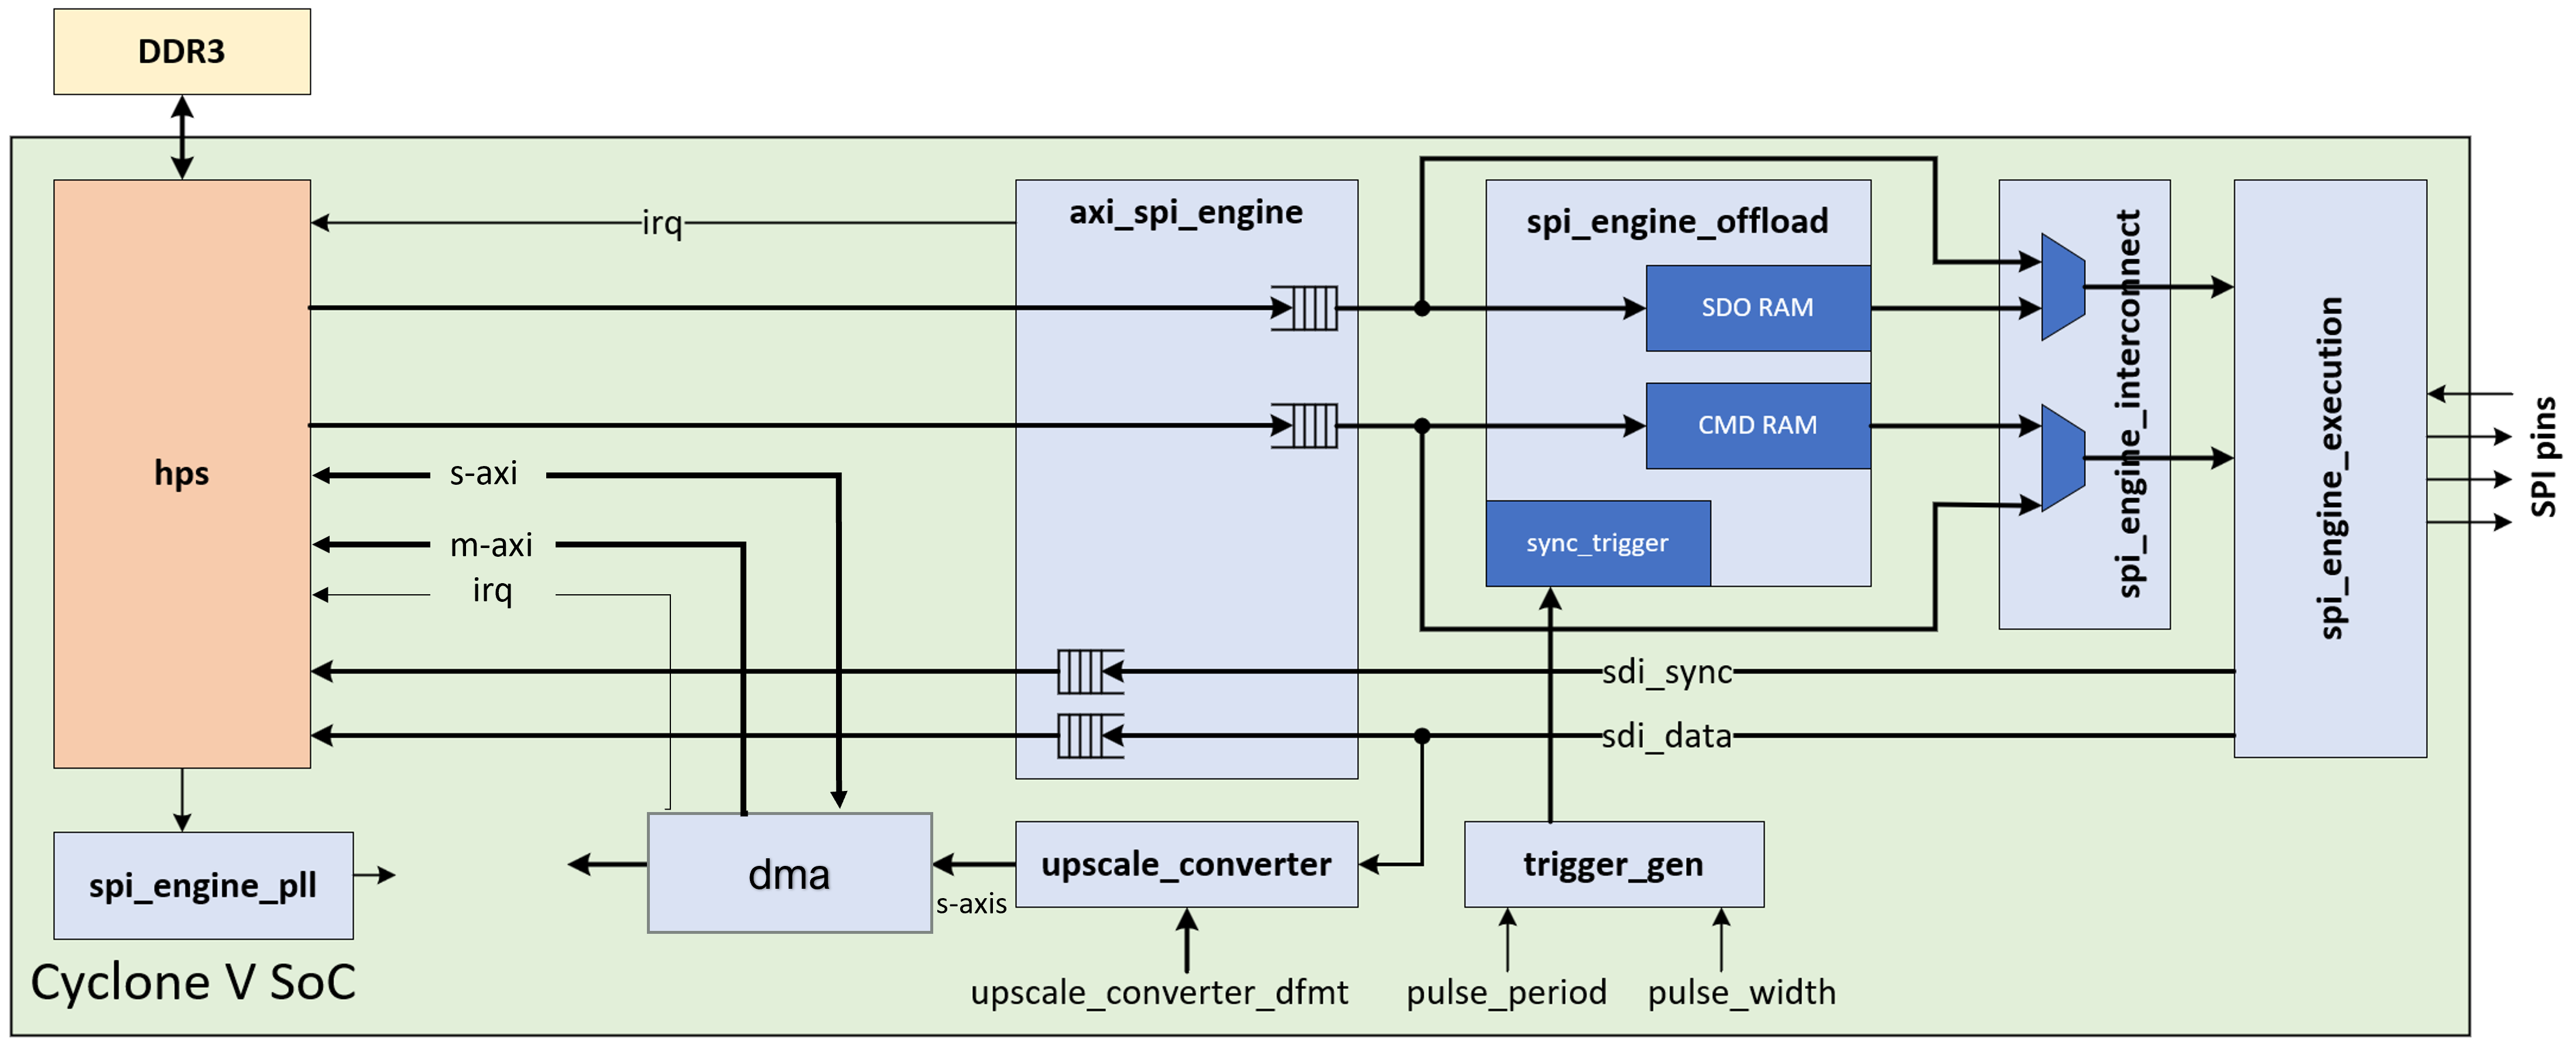 DDR3
irq
axi_spi_engine
spi_engine_offload
SDO RAM
CMD RAM
sync_trigger
spi_engine_interconnect
spi_engine_execution
SPI pins
hps
s-axi
m-axi
irq
sdi_sync
sdi_data
spi_engine_pll
dma
s-axis
upscale_converter
trigger_gen
Cyclone V SoC
upscale_converter_dfmt
pulse_period
pulse_width